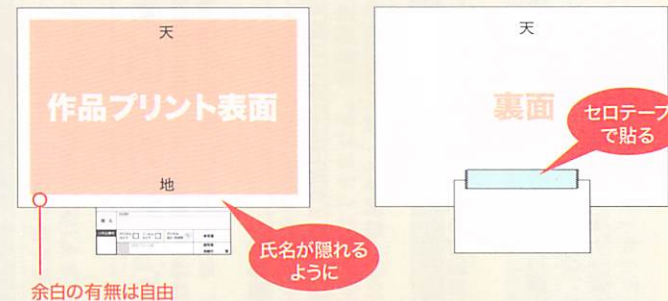 天
作品プリント表面
地
氏名が隠れる
ように
余白の有無は自由
天
裏面
セロテープ
で貼る